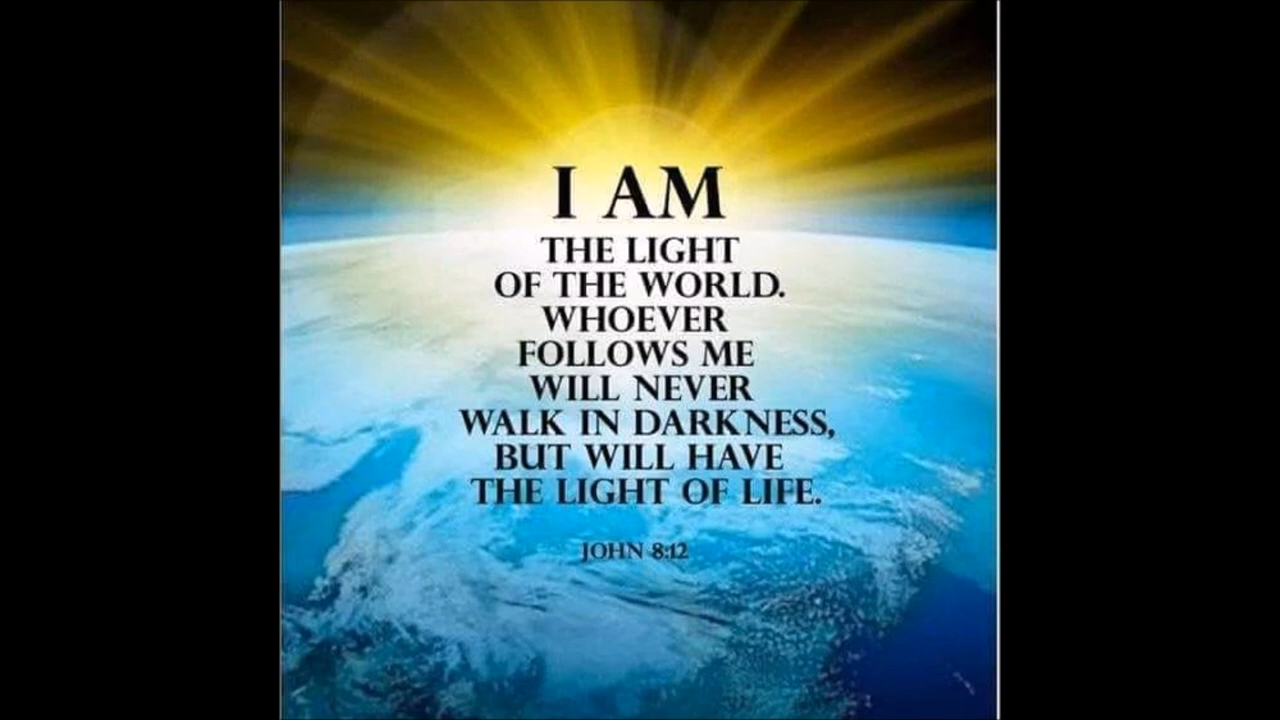 I AM
THE LIGHT
OF THE WORLD.
WHOEVER
FOLLOWS ME
WILL NEVER
WALK IN DARKNESS,
BUT WILL HAVE
THE LIGHT OF LIFE.
JOHN 8:12